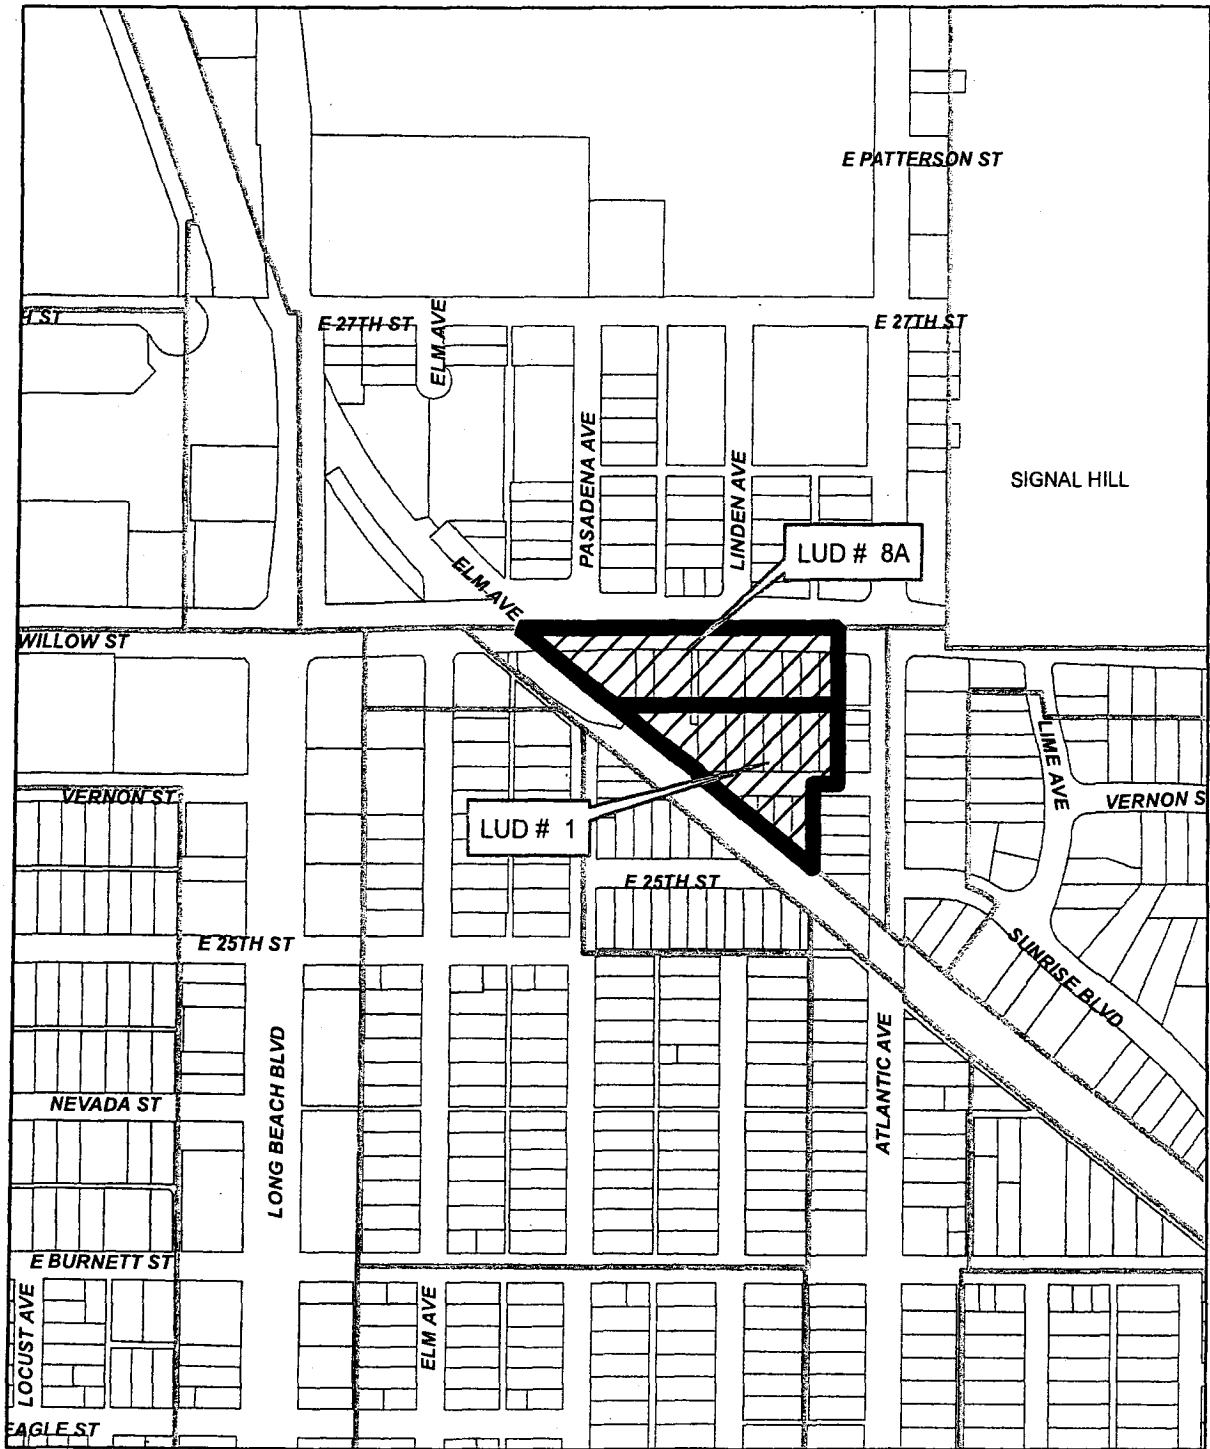 E PATTERSON ST
H ST
E 27TH ST
ELM AVE
E 27TH ST
PASADENA AVE
LINDEN AVE
SIGNAL HILL
LUD # 8A
ELM AVE
WILLOW ST
LIME AVE
VERNON ST
VERNON S
LUD # 1
E 25TH ST
E 25TH ST
SUNRISE BLVD
LONG BEACH BLVD
ATLANTIC AVE
NEVADA ST
E BURNETT ST
LOCUST AVE
ELM AVE
EAGLE ST